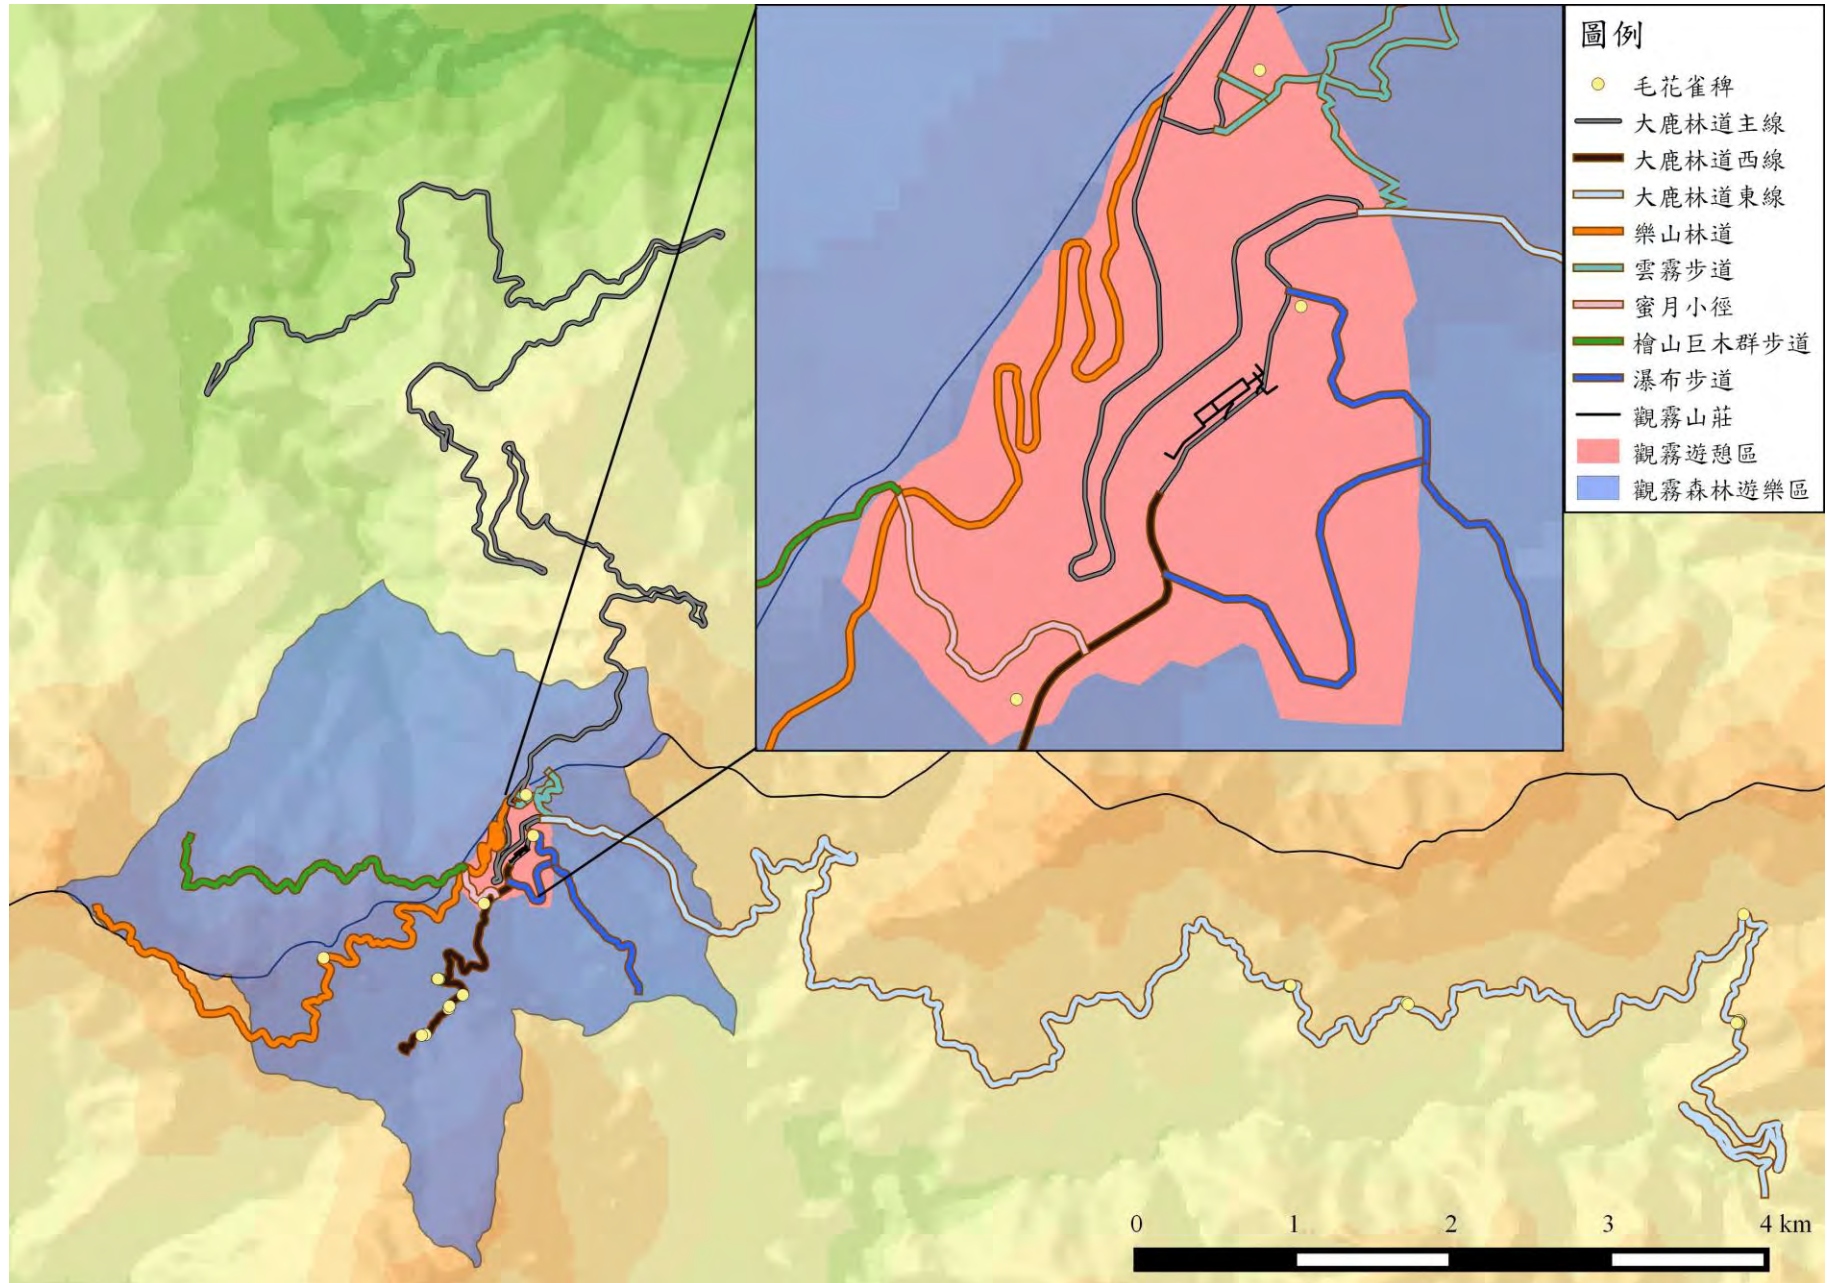 圖例
毛花雀稗
大鹿林道主線
大鹿林道西線
大鹿林道東線
樂山林道
雲霧步道
蜜月小徑
檜山巨木群步道
瀑布步道
觀霧山莊
觀霧遊憩區
觀霧森林遊樂區
0 1 2 3 4 km